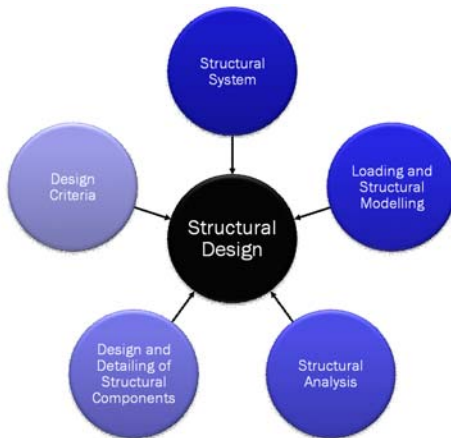 Structural
System
Design
Criteria
Loading and
Structural
Modelling
Structural
Design
Design and
Detailing of
Structural
Components
Structural
Analysis